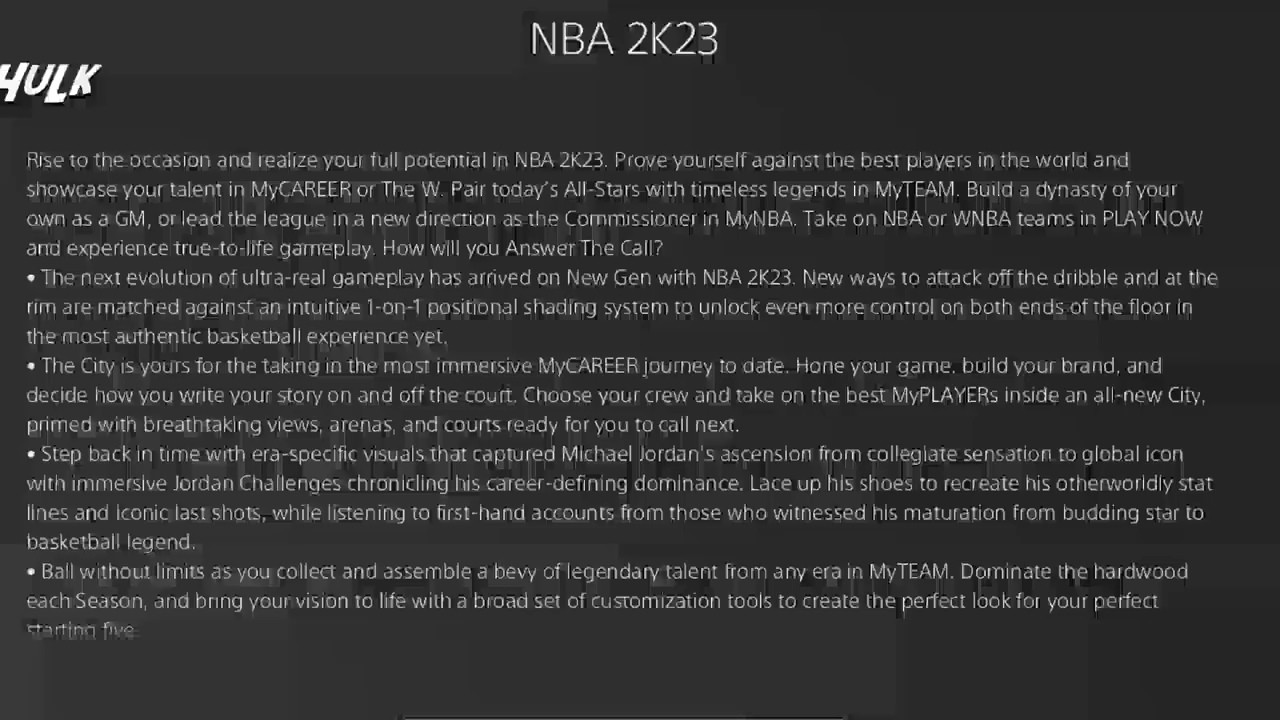 NBA 2K23
HULK
Rise to the occasion and realize your full potential in NBA 2K23. Prove yourself against the best players in the world and
showcase your talent in MyCAREER or The W. Pair today's All-Stars with timeless legends in MyTEAM. Build a dynasty of your
own as a GM, or lead the league in a new direction as the Commissioner in MyNBA. Take on NBA or WNBA teams in PLAY NOW
and experience true-to-life gameplay. How will you Answer The Call?
• The next evolution of ultra-real gameplay has arrived on New Gen with NBA 2K23. New ways to attack off the dribble and at the
rim are matched against an intuitive 1-on-1 positional shading system to unlock even more control on both ends of the floor in
the most authentic basketball experience yet.
• The City is yours for the taking in the most immersive MyCAREER journey to date. Hone your game, build your brand, and
decide how you write your story on and off the court. Choose your crew and take on the best MyPLAYERs inside an all-new City,
primed with breathtaking views, arenas, and courts ready for you to call next.
• Step back in time with era-specific visuals that captured Michael Jordan's ascension from collegiate sensation to global icon
with immersive Jordan Challenges chronicling his career-defining dominance. Lace up his shoes to recreate his otherworldly stat
lines and iconic last shots, while listening to first-hand accounts from those who witnessed his maturation from budding star to
basketball legend.
• Ball without limits as you collect and assemble a bevy of legendary talent from any era in MyTEAM. Dominate the hardwood
each Season, and bring your vision to life with a broad set of customization tools to create the perfect look for your perfect
starting five.